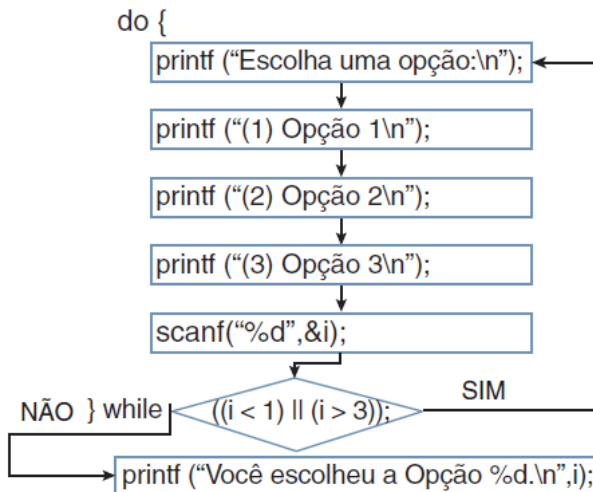 do {
printf (“Escolha uma opção:\n”);
printf (“(1) Opção 1\n”);
printf (“(2) Opção 2\n”);
printf (“(3) Opção 3\n”);
scanf(“%d”,&i);
SIM
NÃO } while ((i < 1) || (i > 3));
printf (“Você escolheu a Opção %d.\n”,i);